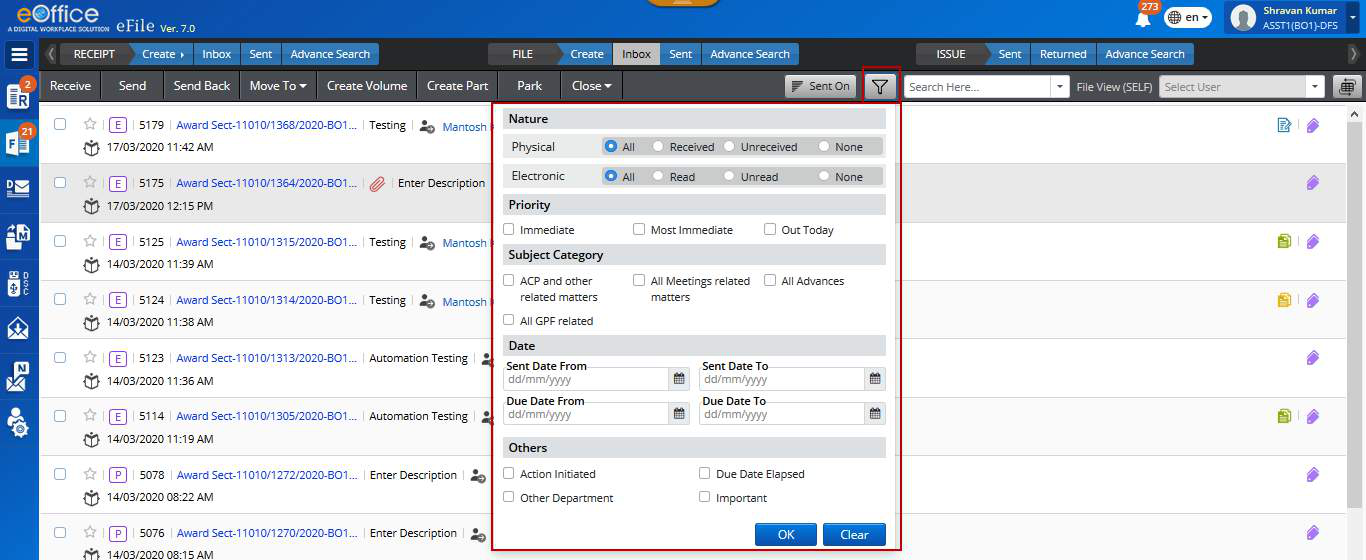 eOffice
A DIGITAL WORKPLACE SOLUTION
eFile Ver. 7.0
273
en
Shravan Kumar
ASST1(BO1)-DFS
RECEIPT Create Inbox Sent Advance Search
FILE Create Inbox Sent Advance Search
ISSUE Sent Returned Advance Search
Receive Send Send Back Move To Create Volume Create Part Park Close
Sent On Search Here... File View (SELF) Select User
2
R
21
F
D
M
DSC
N
E 5179 Award Sect-11010/1368/2020-BO1... Testing Mantosh
17/03/2020 11:42 AM
E 5175 Award Sect-11010/1364/2020-BO1... Enter Description
17/03/2020 12:15 PM
E 5125 Award Sect-11010/1315/2020-BO1... Testing Mantosh
14/03/2020 11:39 AM
E 5124 Award Sect-11010/1314/2020-BO1... Testing Mantosh
14/03/2020 11:38 AM
E 5123 Award Sect-11010/1313/2020-BO1... Automation Testing
14/03/2020 11:36 AM
E 5114 Award Sect-11010/1305/2020-BO1... Automation Testing
14/03/2020 11:19 AM
P 5078 Award Sect-11010/1272/2020-BO1... Enter Description
14/03/2020 08:22 AM
P 5076 Award Sect-11010/1270/2020-BO1... Enter Description
14/03/2020 08:15 AM
Nature
Physical All Received Unreceived None
Electronic All Read Unread None
Priority
Immediate Most Immediate Out Today
Subject Category
ACP and other related matters
All Meetings related matters
All Advances
All GPF related
Date
Sent Date From Sent Date To
dd/mm/yyyy dd/mm/yyyy
Due Date From Due Date To
dd/mm/yyyy dd/mm/yyyy
Others
Action Initiated Due Date Elapsed
Other Department Important
OK Clear